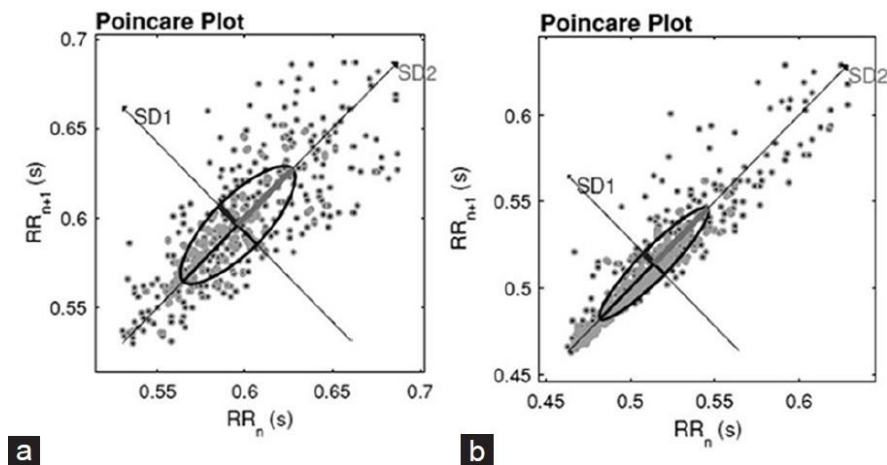 Poincare Plot
0.7
SD2
SD1
0.65
RRn+1 (s)
0.6
0.55
0.55 0.6 0.65 0.7
RRn (s)
a
Poincare Plot
SD2
0.6
SD1
RRn+1 (s)
0.55
0.5
0.45
0.45 0.5 0.55 0.6
RRn (s)
b